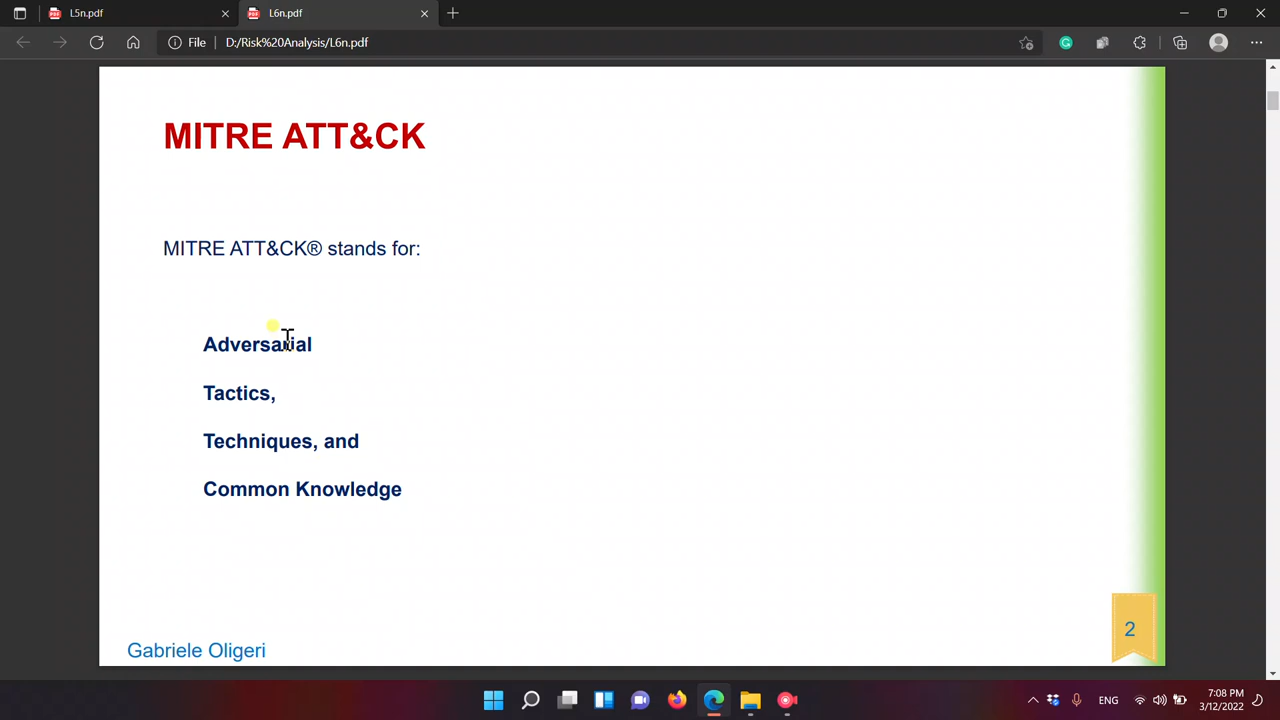 L5n.pdf
L6n.pdf
File
D:/Risk%20Analysis/L6n.pdf
MITRE ATT&CK
MITRE ATT&CK® stands for:
Adversarial
Tactics,
Techniques, and
Common Knowledge
2
Gabriele Oligeri
ENG
7:08 PM
3/12/2022